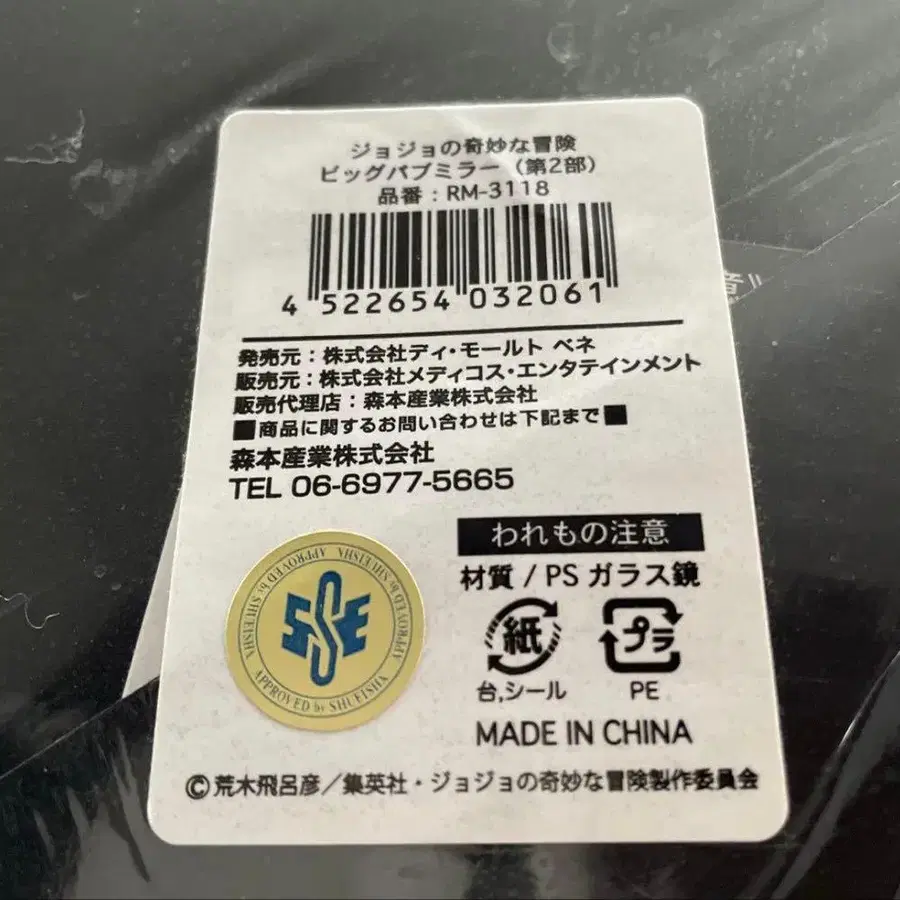 ジョジョの奇妙な冒険
ビッグパブミラー（第2部）
品番：RM-3118
4 522654 032061
発売元：株式会社ディ・モールト ベネ
販売元：株式会社メディコス・エンタテインメント
販売代理店：森本産業株式会社
■商品に関するお問い合わせは下記まで■
森本産業株式会社
TEL 06-6977-5665
われもの注意
材質 / PS ガラス鏡
紙
プラ
台,シール
PE
MADE IN CHINA
APPROVED by SHUEISHA APPROVED by SHUEISHA APPROVED by SHUEISHA
SSE
©荒木飛呂彦／集英社・ジョジョの奇妙な冒険製作委員会
意》